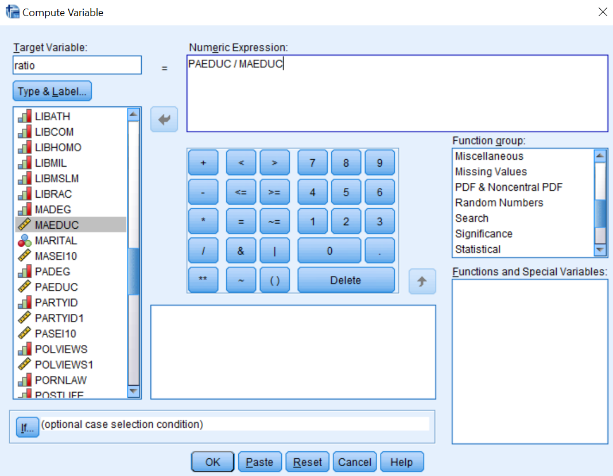 Compute Variable
Target Variable:
ratio
=
Numeric Expression:
PAEDUC / MAEDUC
Type & Label...
LIBATH
LIBCOM
LIBHOMO
LIBMIL
LIBMSLM
LIBRAC
MADEG
MAEDUC
MARITAL
MASEI10
PADEG
PAEDUC
PARTYID
PARTYID1
PASEI10
POLVIEWS
POLVIEWS1
PORNLAW
POSTLIFE
+ < > 7 8 9
- <= >= 4 5 6
* = ~= 1 2 3
/ & | 0 .
** ~ ( ) Delete
Function group:
Miscellaneous
Missing Values
PDF & Noncentral PDF
Random Numbers
Search
Significance
Statistical
Functions and Special Variables:
If... (optional case selection condition)
OK Paste Reset Cancel Help